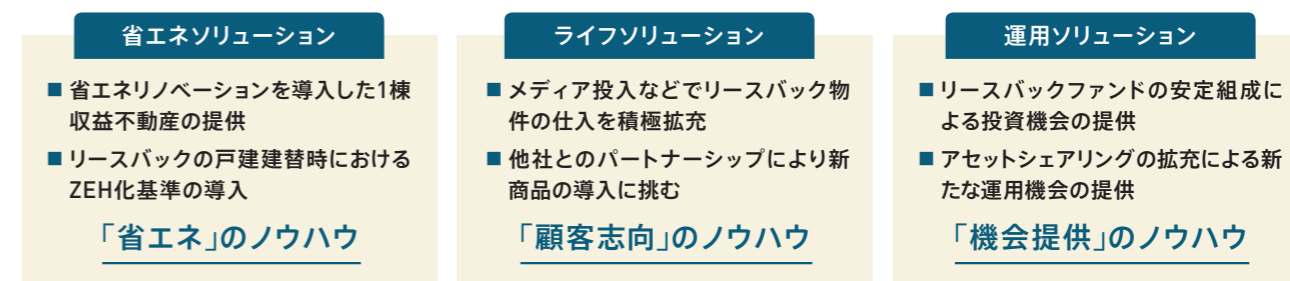 省エネソリューション
■ 省エネリノベーションを導入した1棟
収益不動産の提供
■ リースバックの戸建建替時における
ZEH化基準の導入
「省エネ」のノウハウ
ライフソリューション
■ メディア投入などでリースバック物
件の仕入を積極拡充
■ 他社とのパートナーシップにより新
商品の導入に挑む
「顧客志向」のノウハウ
運用ソリューション
■ リースバックファンドの安定組成に
よる投資機会の提供
■ アセットシェアリングの拡充による新
たな運用機会の提供
「機会提供」のノウハウ